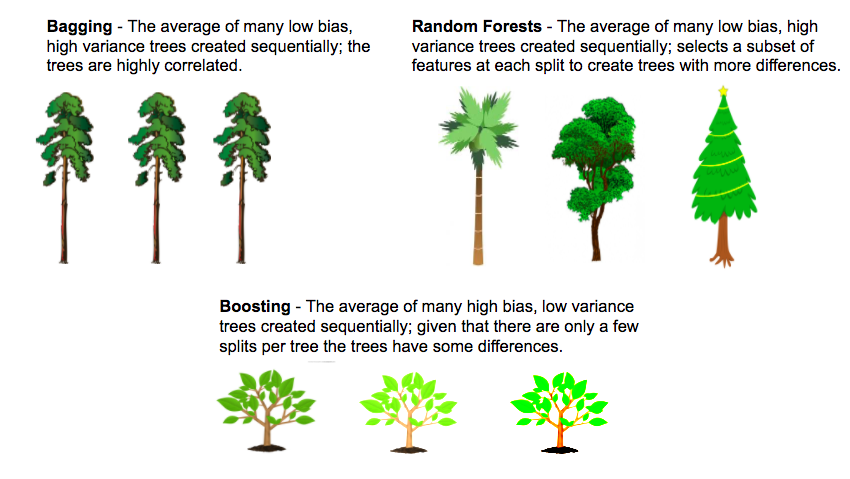 Bagging - The average of many low bias,
high variance trees created sequentially; the
trees are highly correlated.
Random Forests - The average of many low bias, high
variance trees created sequentially; selects a subset of
features at each split to create trees with more differences.
Boosting - The average of many high bias, low variance
trees created sequentially; given that there are only a few
splits per tree the trees have some differences.